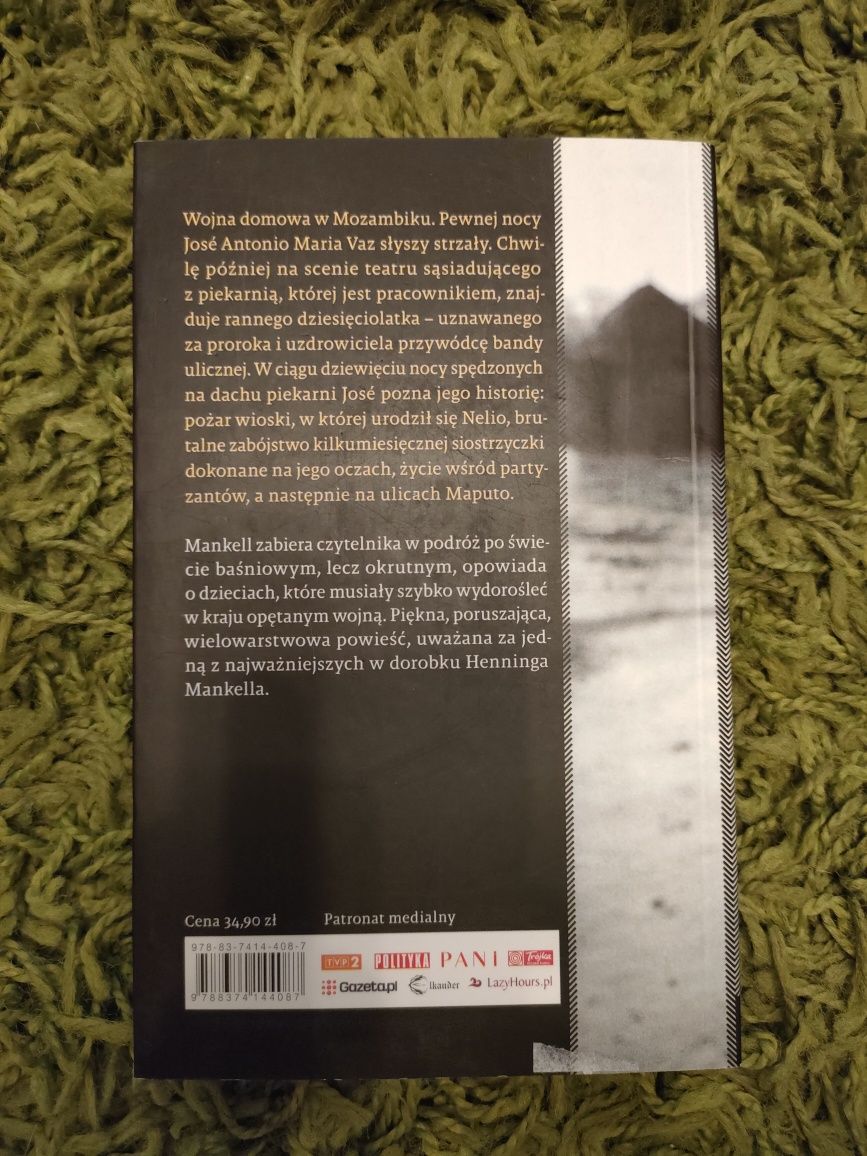 Wojna domowa w Mozambiku. Pewnej nocy
José Antonio Maria Vaz słyszy strzały. Chwi-
lę później na scenie teatru sąsiadującego
z piekarnią, której jest pracownikiem, znaj-
duje rannego dziesięciolatka – uznawanego
za proroka i uzdrowiciela przywódcę bandy
ulicznej. W ciągu dziewięciu nocy spędzonych
na dachu piekarni José pozna jego historię:
pożar wioski, w której urodził się Nelio, bru-
talne zabójstwo kilkumiesięcznej siostrzyczki
dokonane na jego oczach, życie wśród party-
zantów, a następnie na ulicach Maputo.
Mankell zabiera czytelnika w podróż po świe-
cie baśniowym, lecz okrutnym, opowiada
o dzieciach, które musiały szybko wydorośleć
w kraju opętanym wojną. Piękna, poruszająca,
wielowarstwowa powieść, uważana za jed-
ną z najważniejszych w dorobku Henninga
Mankella.
Cena 34,90 zł Patronat medialny
978-83-7414-408-7
TVP2 POLITYKA PANI Trójka
Gazeta.pl lkander LazyHours.pl
9 788374 144087